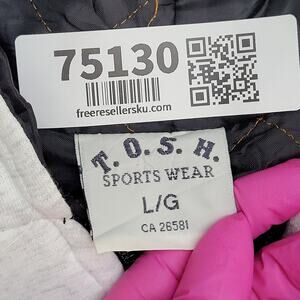 75130
freeresellersku.com
T.O.S.H.
SPORTS WEAR
L/G
CA 26581